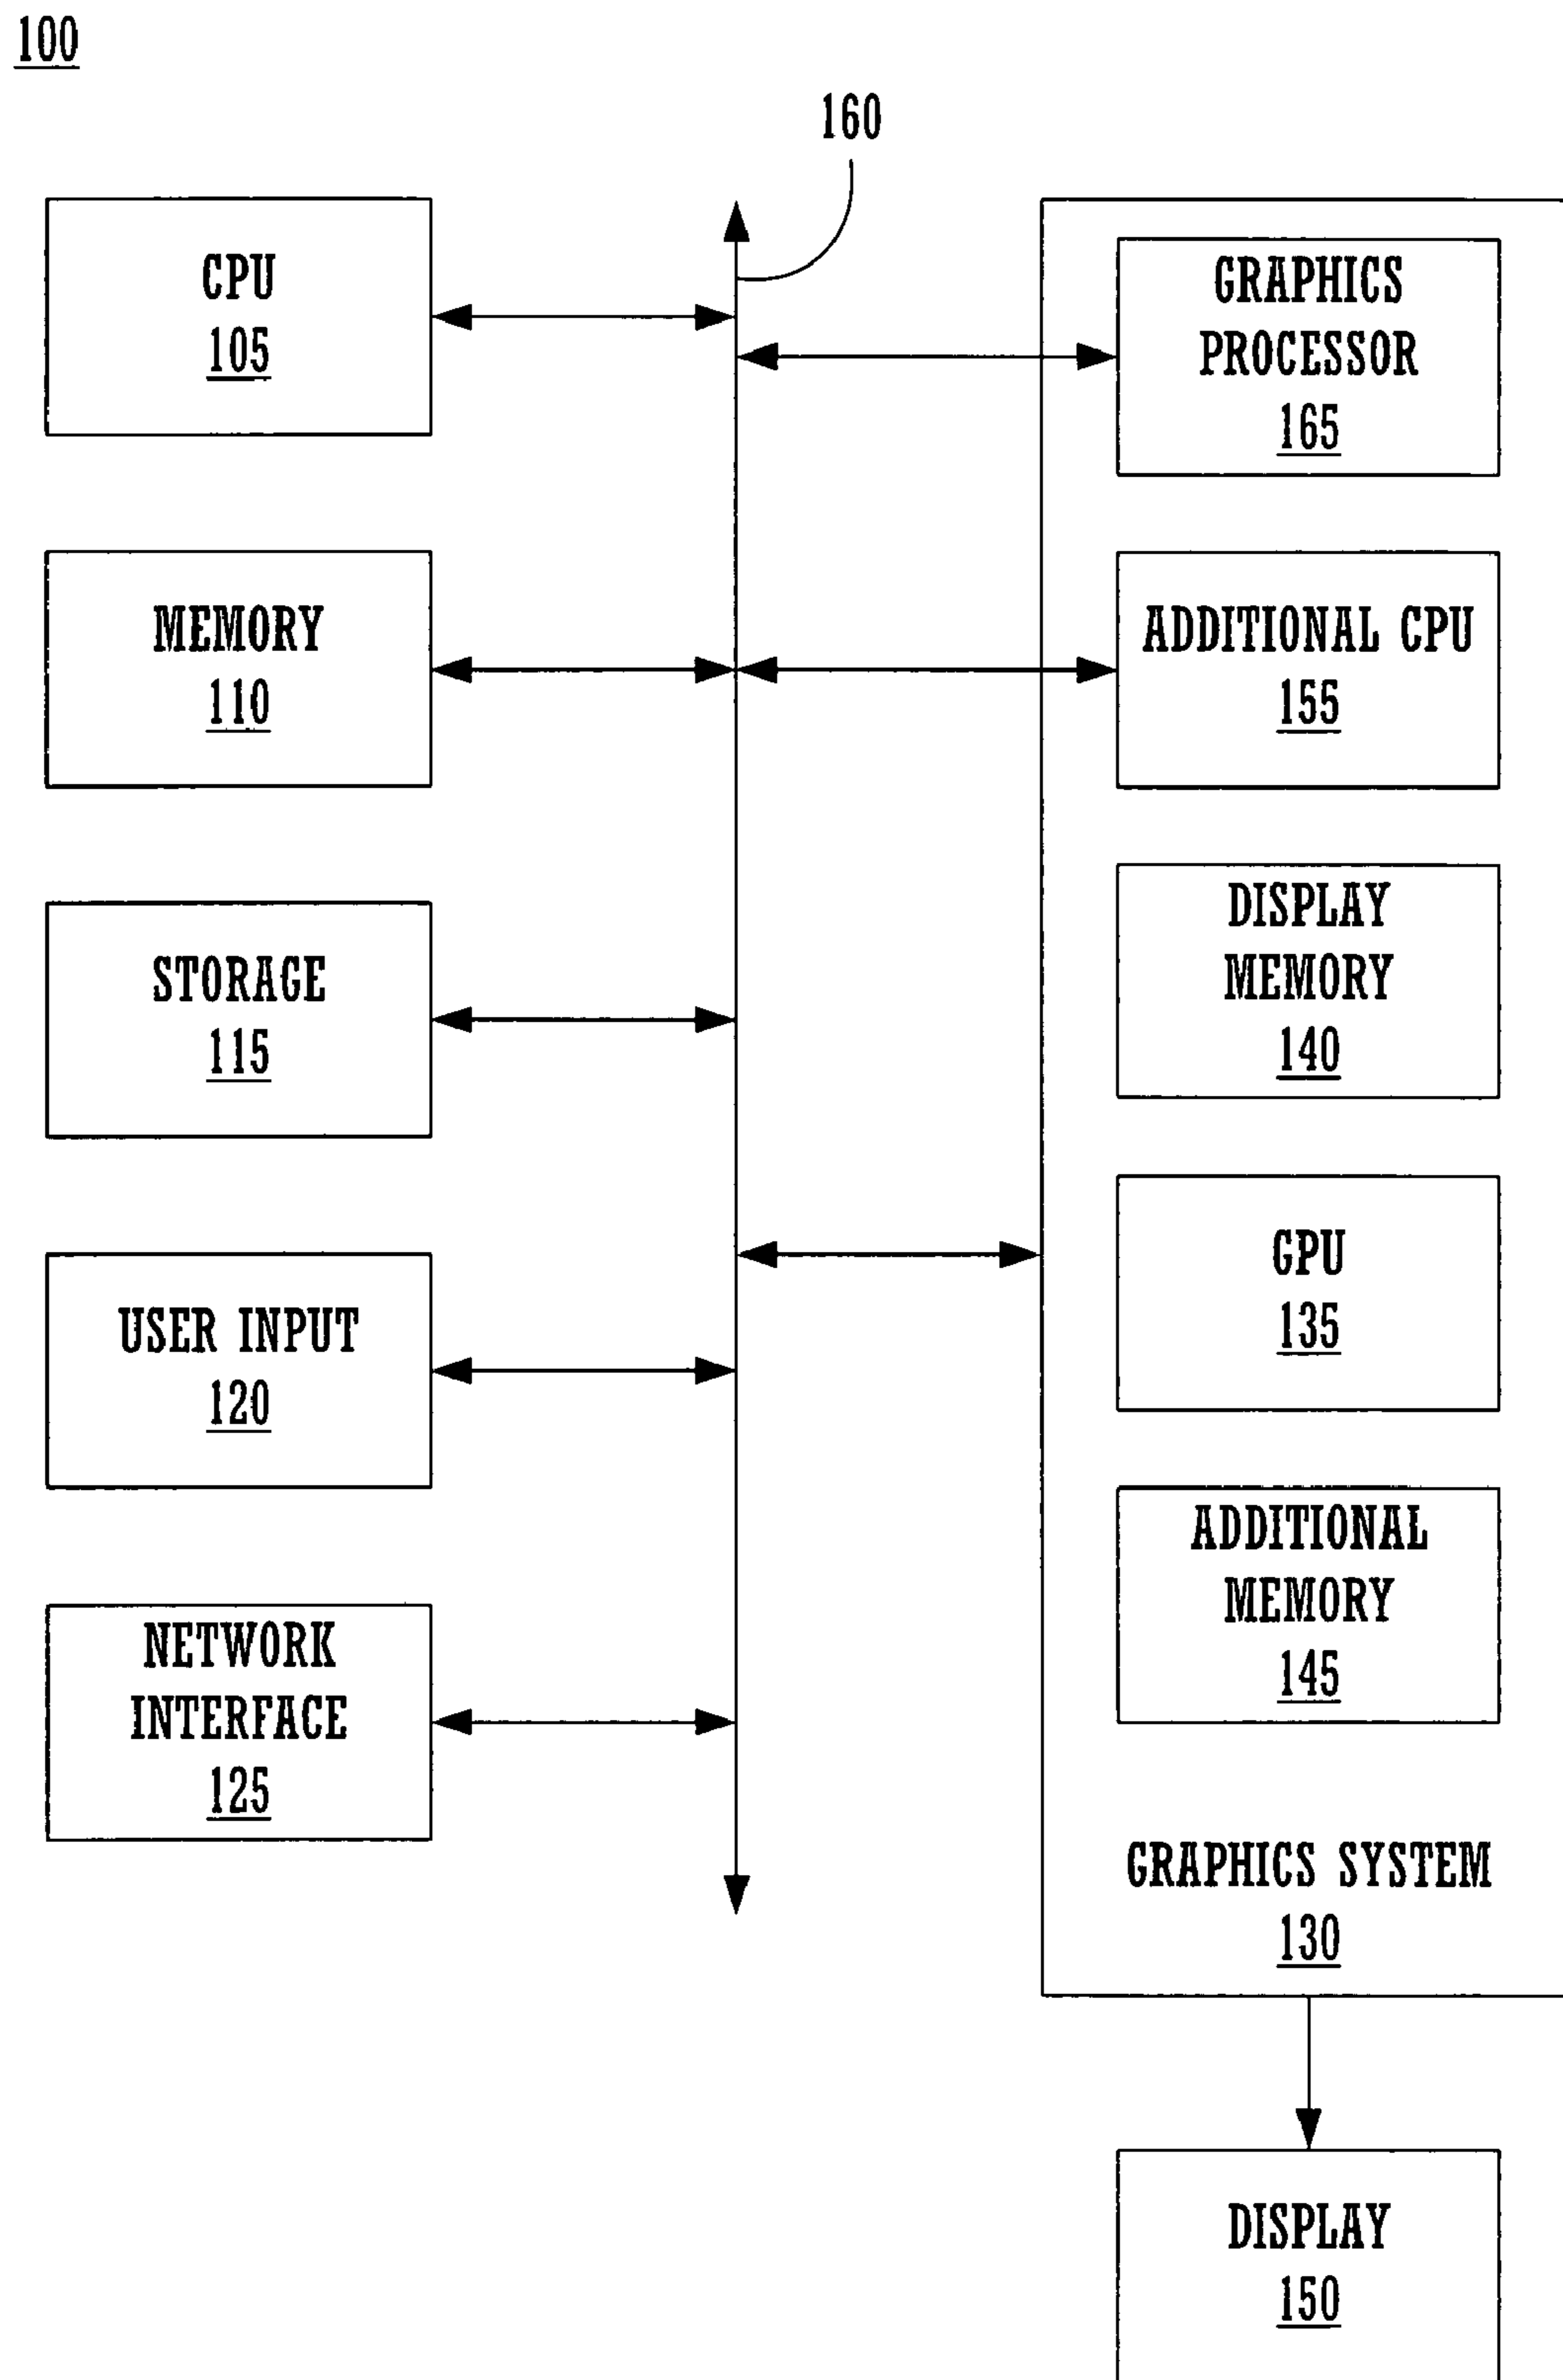 100
160
CPU
105
MEMORY
110
STORAGE
115
USER INPUT
120
NETWORK
INTERFACE
125
GRAPHICS
PROCESSOR
165
ADDITIONAL CPU
155
DISPLAY
MEMORY
140
GPU
135
ADDITIONAL
MEMORY
145
GRAPHICS SYSTEM
130
DISPLAY
150